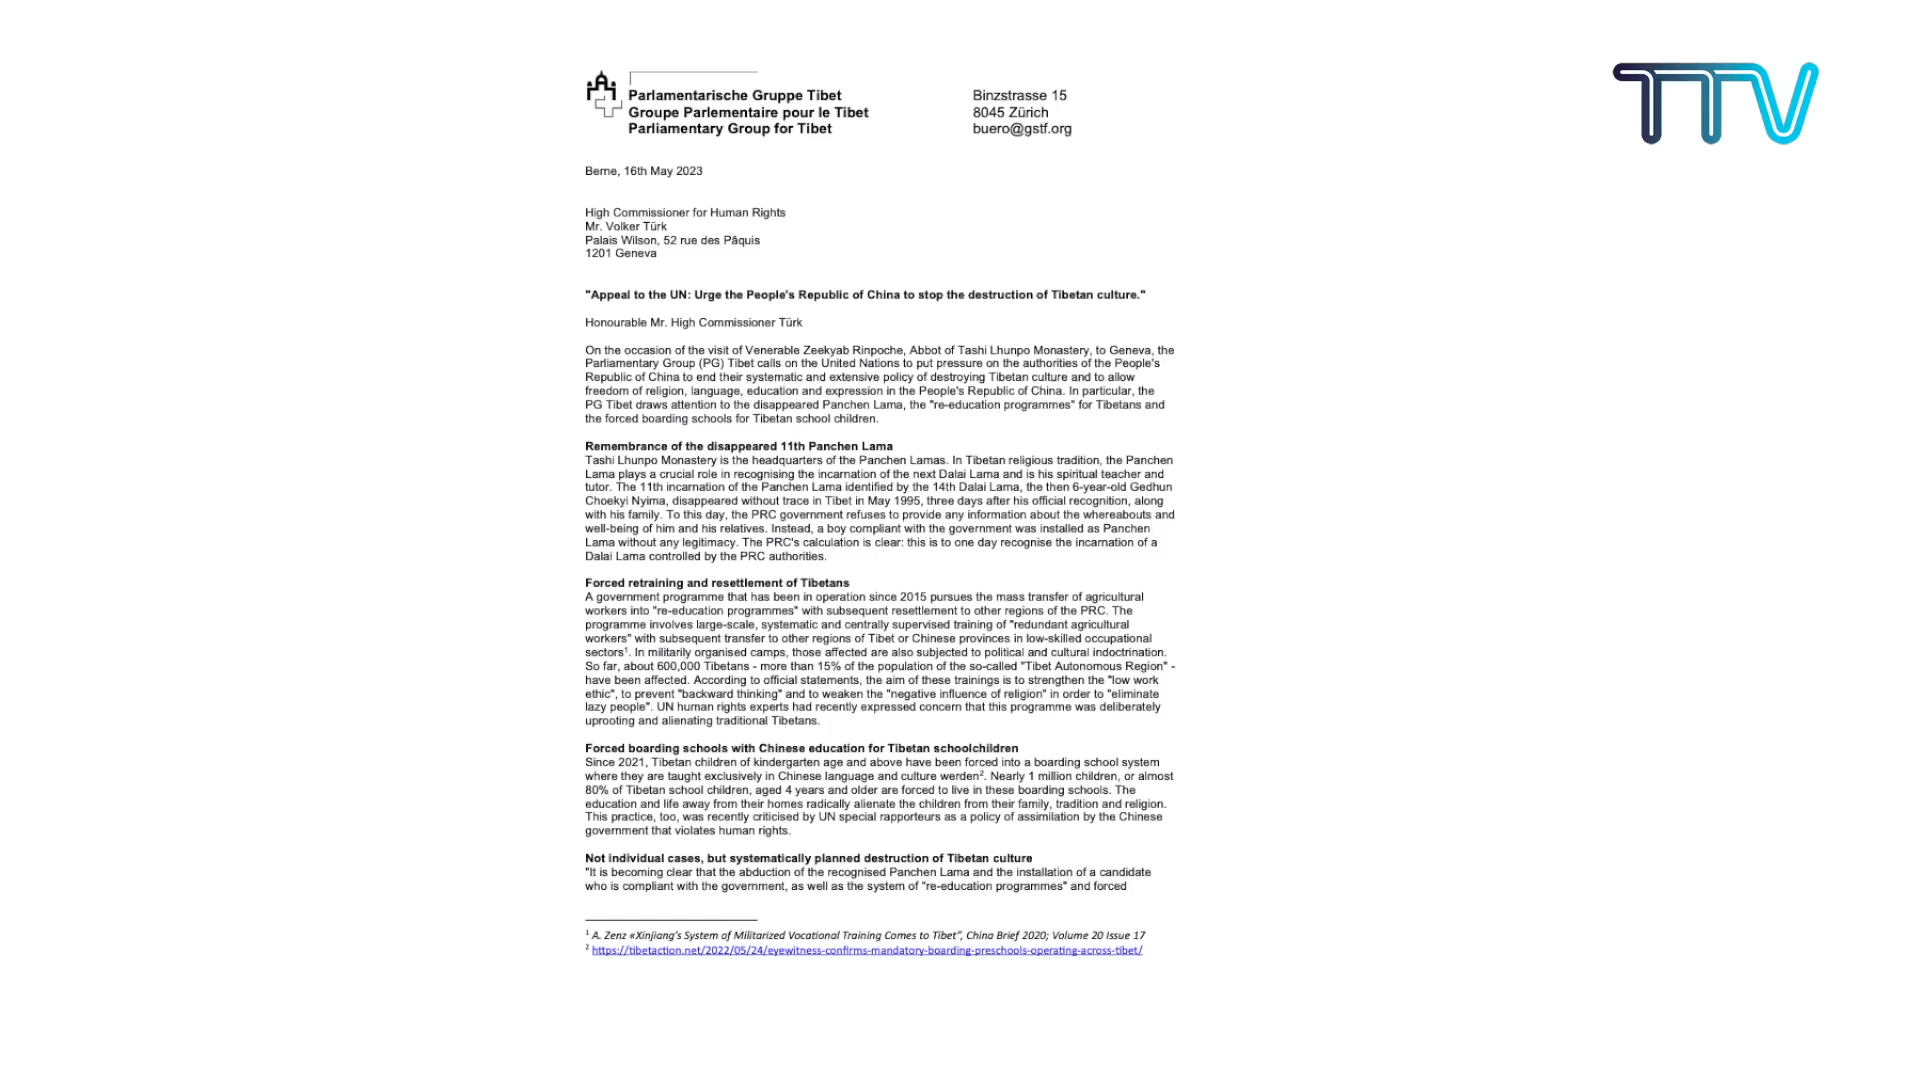 TTV
Parlamentarische Gruppe Tibet
Groupe Parlementaire pour le Tibet
Parliamentary Group for Tibet
Binzstrasse 15
8045 Zürich
buero@gstf.org
Berne, 16th May 2023
High Commissioner for Human Rights
Mr. Volker Türk
Palais Wilson, 52 rue des Pâquis
1201 Geneva
"Appeal to the UN: Urge the People's Republic of China to stop the destruction of Tibetan culture."
Honourable Mr. High Commissioner Türk
On the occasion of the visit of Venerable Zeekyab Rinpoche, Abbot of Tashi Lhunpo Monastery, to Geneva, the
Parliamentary Group (PG) Tibet calls on the United Nations to put pressure on the authorities of the People's
Republic of China to end their systematic and extensive policy of destroying Tibetan culture and to allow
freedom of religion, language, education and expression in the People's Republic of China. In particular, the
PG Tibet draws attention to the disappeared Panchen Lama, the "re-education programmes" for Tibetans and
the forced boarding schools for Tibetan school children.
Remembrance of the disappeared 11th Panchen Lama
Tashi Lhunpo Monastery is the headquarters of the Panchen Lamas. In Tibetan religious tradition, the Panchen
Lama plays a crucial role in recognising the incarnation of the next Dalai Lama and is his spiritual teacher and
tutor. The 11th incarnation of the Panchen Lama identified by the 14th Dalai Lama, the then 6-year-old Gedhun
Choekyi Nyima, disappeared without trace in Tibet in May 1995, three days after his official recognition, along
with his family. To this day, the PRC government refuses to provide any information about the whereabouts and
well-being of him and his relatives. Instead, a boy compliant with the government was installed as Panchen
Lama without any legitimacy. The PRC's calculation is clear: this is to one day recognise the incarnation of a
Dalai Lama controlled by the PRC authorities.
Forced retraining and resettlement of Tibetans
A government programme that has been in operation since 2015 pursues the mass transfer of agricultural
workers into "re-education programmes" with subsequent resettlement to other regions of the PRC. The
programme involves large-scale, systematic and centrally supervised training of "redundant agricultural
workers" with subsequent transfer to other regions of Tibet or Chinese provinces in low-skilled occupational
sectors¹. In militarily organised camps, those affected are also subjected to political and cultural indoctrination.
So far, about 600,000 Tibetans - more than 15% of the population of the so-called "Tibet Autonomous Region" -
have been affected. According to official statements, the aim of these trainings is to strengthen the "low work
ethic", to prevent "backward thinking" and to weaken the "negative influence of religion" in order to "eliminate
lazy people". UN human rights experts had recently expressed concern that this programme was deliberately
uprooting and alienating traditional Tibetans.
Forced boarding schools with Chinese education for Tibetan schoolchildren
Since 2021, Tibetan children of kindergarten age and above have been forced into a boarding school system
where they are taught exclusively in Chinese language and culture werden². Nearly 1 million children, or almost
80% of Tibetan school children, aged 4 years and older are forced to live in these boarding schools. The
education and life away from their homes radically alienate the children from their family, tradition and religion.
This practice, too, was recently criticised by UN special rapporteurs as a policy of assimilation by the Chinese
government that violates human rights.
Not individual cases, but systematically planned destruction of Tibetan culture
"It is becoming clear that the abduction of the recognised Panchen Lama and the installation of a candidate
who is compliant with the government, as well as the system of "re-education programmes" and forced
¹ A. Zenz «Xinjiang's System of Militarized Vocational Training Comes to Tibet", China Brief 2020; Volume 20 Issue 17
² https://tibetaction.net/2022/05/24/eyewitness-confirms-mandatory-boarding-preschools-operating-across-tibet/